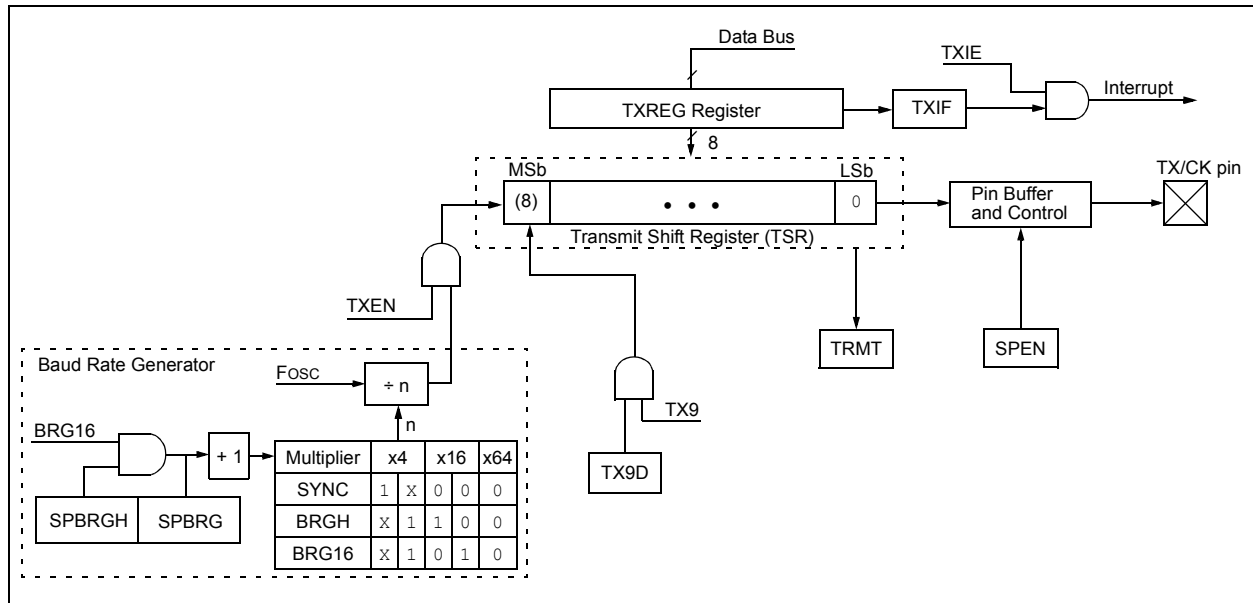 Data Bus
TXIE
Interrupt
TXREG Register
TXIF
8
MSb
LSb
TX/CK pin
(8)
• • •
0
Pin Buffer
and Control
Transmit Shift Register (TSR)
TXEN
TRMT
SPEN
Baud Rate Generator
FOSC
÷ n
n
TX9
BRG16
+ 1
TX9D
Multiplier x4 x16 x64
SYNC 1 X 0 0 0
BRGH X 1 1 0 0
BRG16 X 1 0 1 0
SPBRGH SPBRG